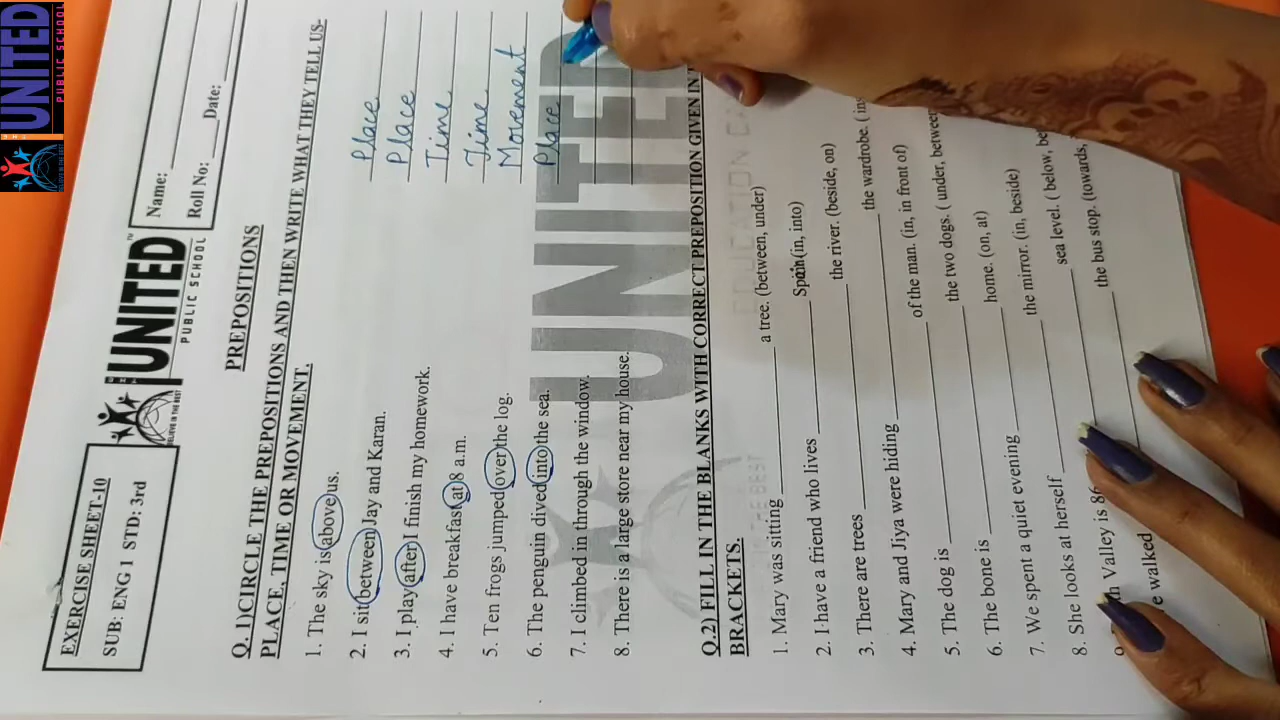 UNITED
PUBLIC SCHOOL
BELIEVE IN THE BEST
EXERCISE SHEET-10
SUB: ENG 1 STD: 3rd
UNITED
PUBLIC SCHOOL
BELIEVE IN THE BEST
Name:
Roll No: Date:
PREPOSITIONS
Q. 1)CIRCLE THE PREPOSITIONS AND THEN WRITE WHAT THEY TELL US-
PLACE, TIME OR MOVEMENT.
1. The sky is above us. Place
2. I sit between Jay and Karan. Place
3. I play after I finish my homework. Time
4. I have breakfast at 8 a.m. Time
5. Ten frogs jumped over the log. Movement
6. The penguin dived into the sea. Place
7. I climbed in through the window.
8. There is a large store near my house.
Q.2) FILL IN THE BLANKS WITH CORRECT PREPOSITION GIVEN IN
BRACKETS.
1. Mary was sitting a tree. (between, under)
2. I have a friend who lives Spain (in, into)
3. There are trees the river. (beside, on)
4. Mary and Jiya were hiding the wardrobe. (
5. The dog is of the man. (in, in front of)
6. The bone is the two dogs. ( under, between
7. We spent a quiet evening home. (on, at)
8. She looks at herself the mirror. (in, beside)
Valley is sea level. ( below,
walked the bus stop. (towards,